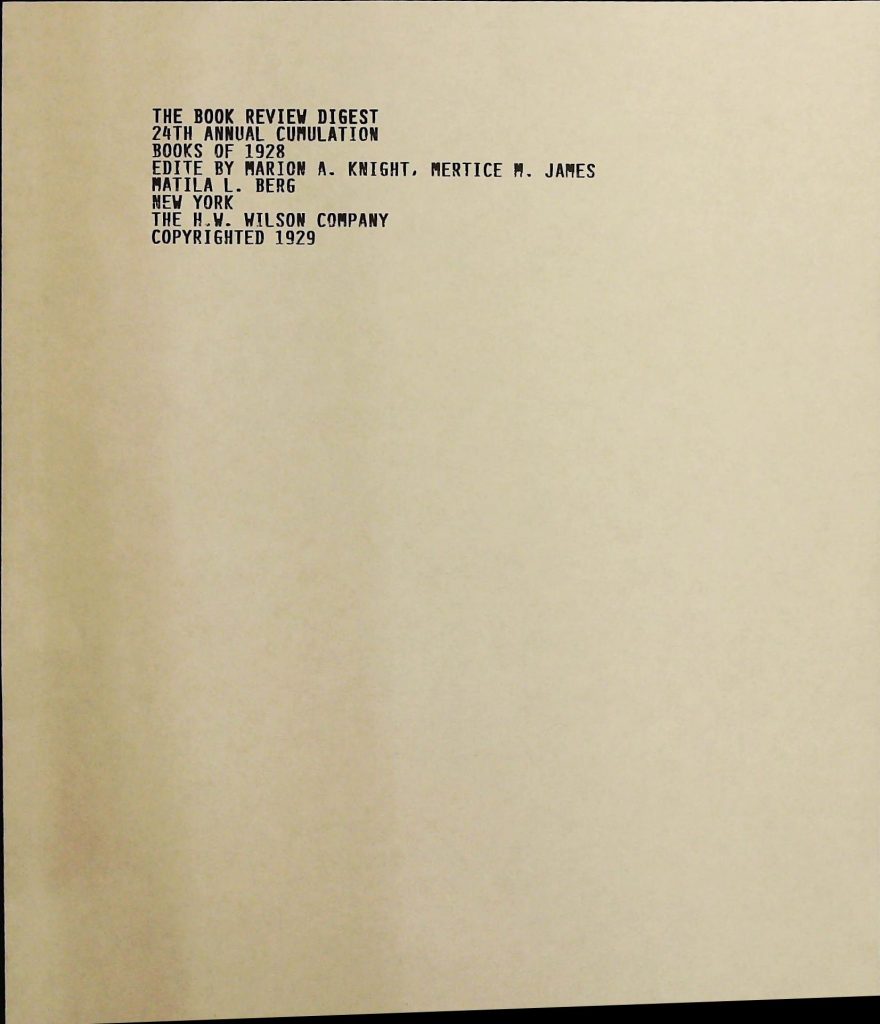 THE BOOK REVIEW DIGEST
24TH ANNUAL CUMULATION
BOOKS OF 1928
EDITE BY MARION A. KNIGHT, MERTICE M. JAMES
MATILA L. BERG
NEW YORK
THE H.W. WILSON COMPANY
COPYRIGHTED 1929